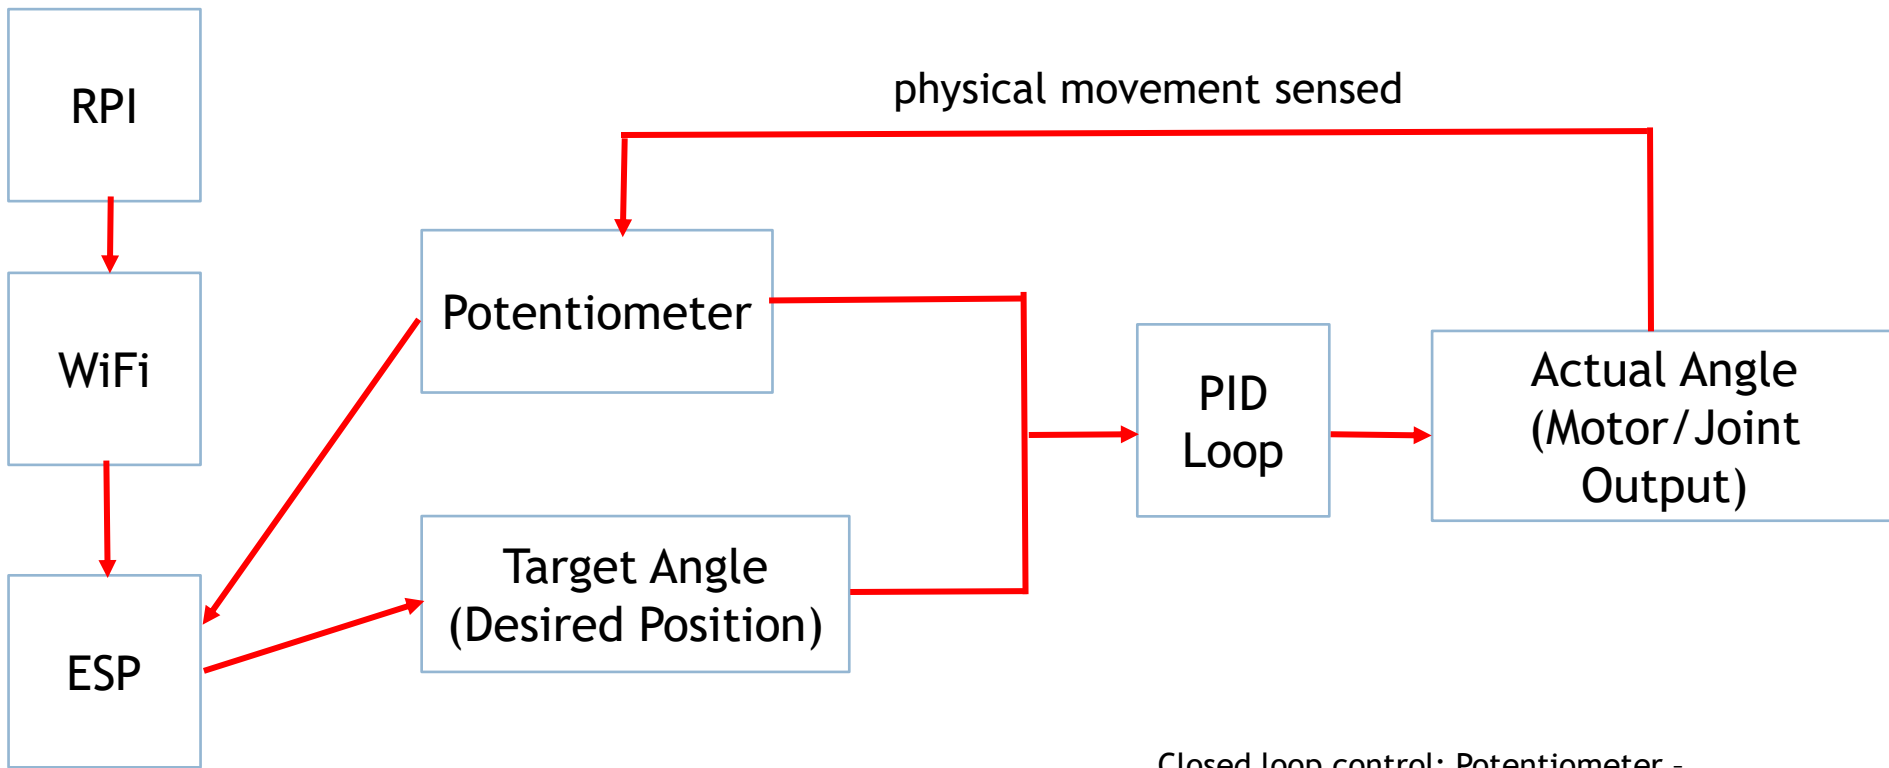 RPI
physical movement sensed
Potentiometer
WiFi
PID
Loop
Actual Angle
(Motor/Joint
Output)
Target Angle
(Desired Position)
ESP
Closed loop control: Potentiometer -